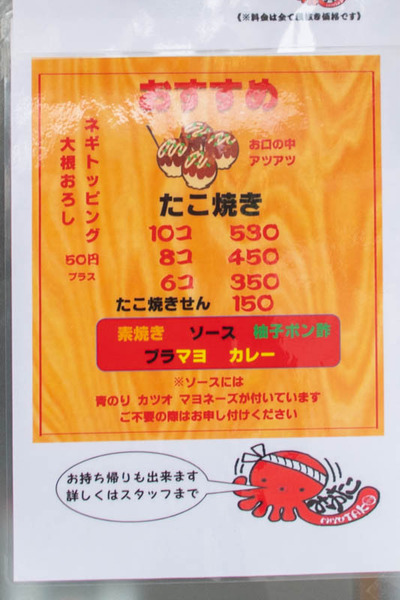 おすすめ
お口の中
アツアツ
ネギトッピング
大根おろし
50円
プラス
たこ焼き
10コ 530
8コ 450
6コ 350
たこ焼きせん 150
素焼き ソース 柚子ポン酢
ブラマヨ カレー
※ソースには
青のり カツオ マヨネーズが付いています
ご不要の際はお申し付けください
お持ち帰りも出来ます
詳しくはスタッフまで